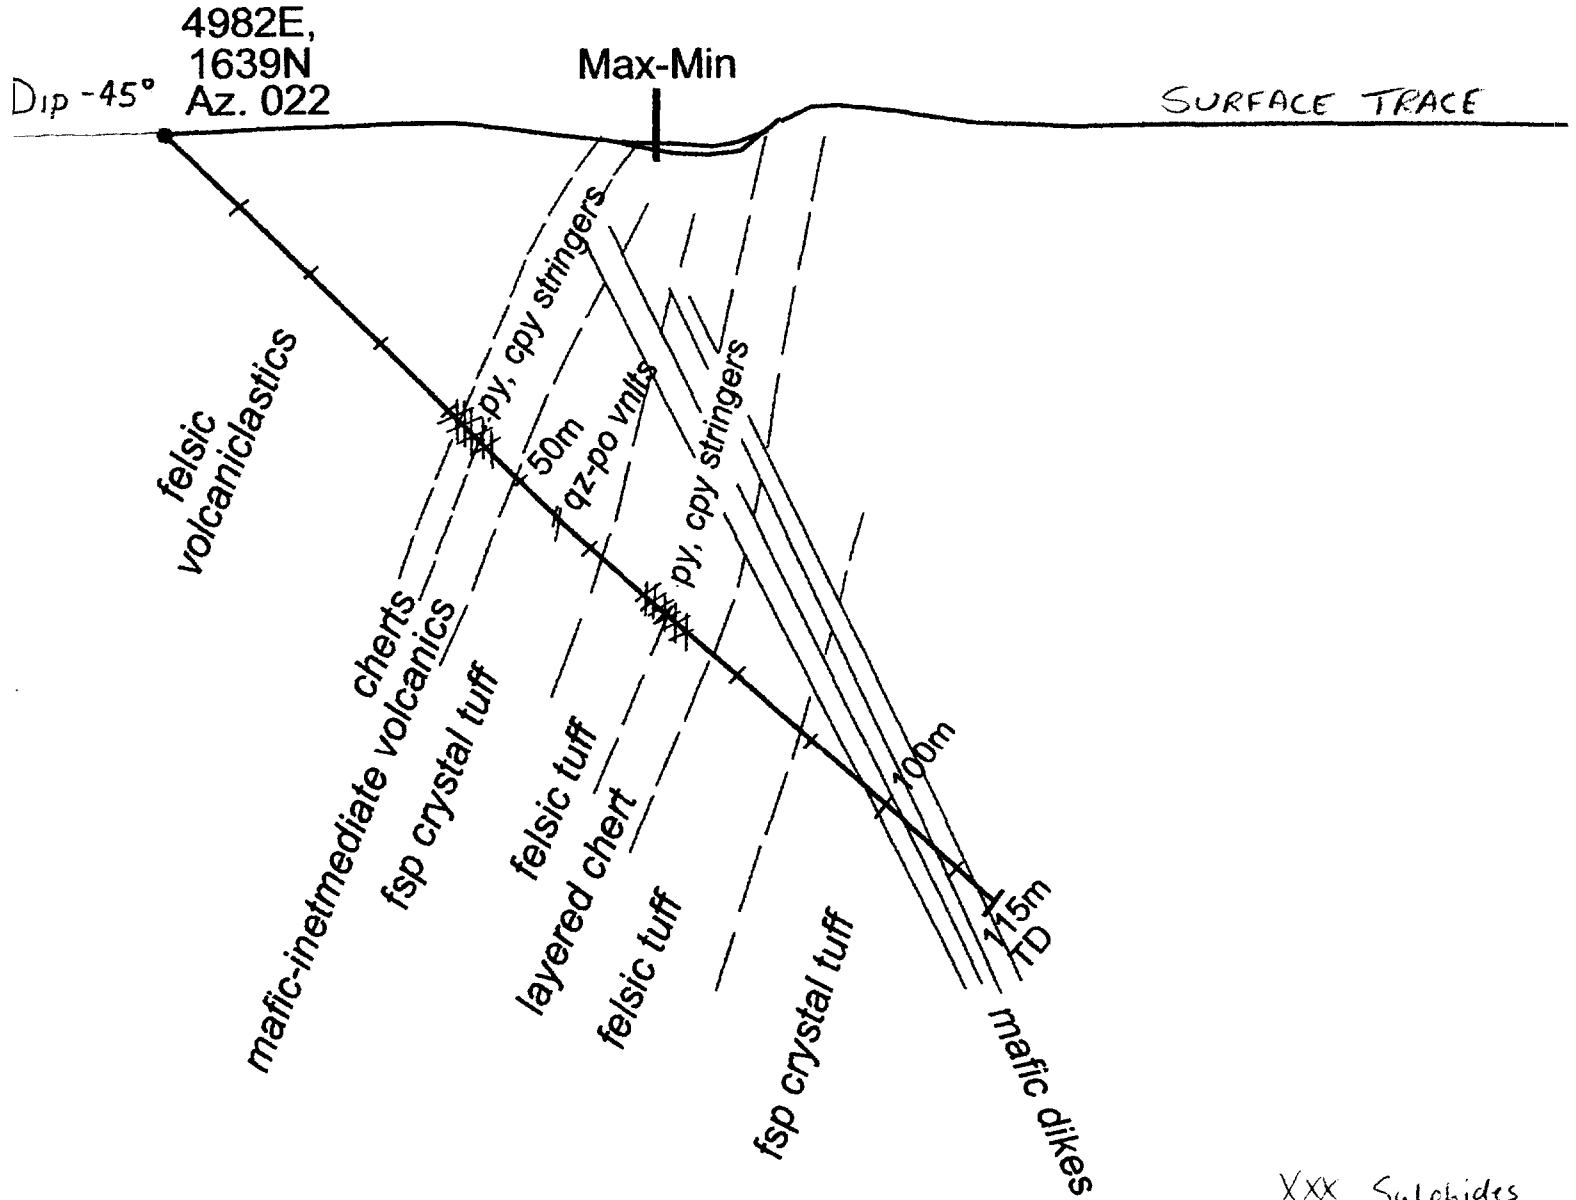 4982E,
1639N
Az. 022
Dip -45°
Max-Min
SURFACE TRACE
py, cpy stringers
felsic
volcaniclastics
50m
qz-po vnlts
py, cpy stringers
cherts
mafic-inetmediate volcanics
fsp crystal tuff
felsic tuff
layered chert
felsic tuff
fsp crystal tuff
100m
115m
TD
mafic dikes
Xxx Sulphides